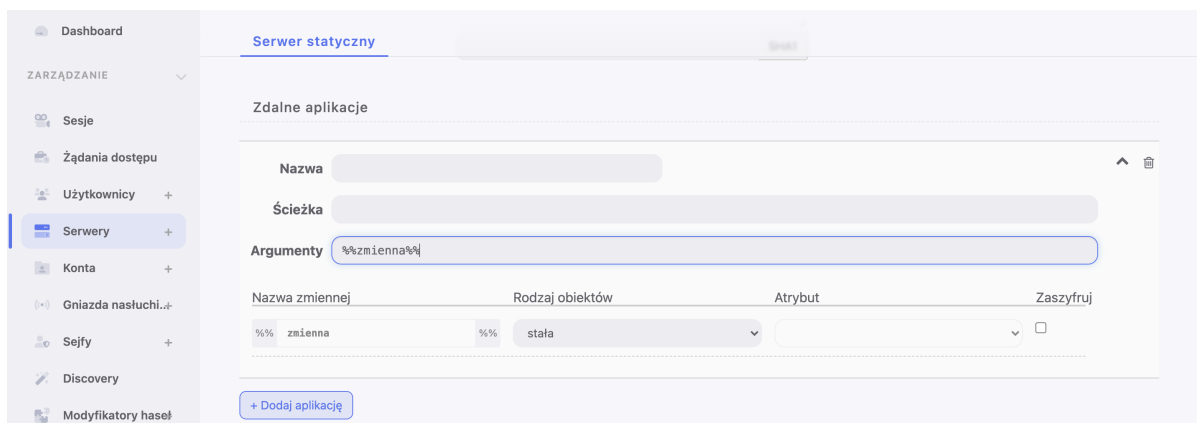 Dashboard
ZARZĄDZANIE
Sesje
Żądania dostępu
Użytkownicy +
Serwery +
Konta +
Gniazda nasłuchi..+
Sejfy +
Discovery
Modyfikatory haseł
Serwer statyczny
Zdalne aplikacje
Nazwa
Ścieżka
Argumenty %%zmienna%%
Nazwa zmiennej Rodzaj obiektów Atrybut Zaszyfruj
%% zmienna %% stała
+ Dodaj aplikację